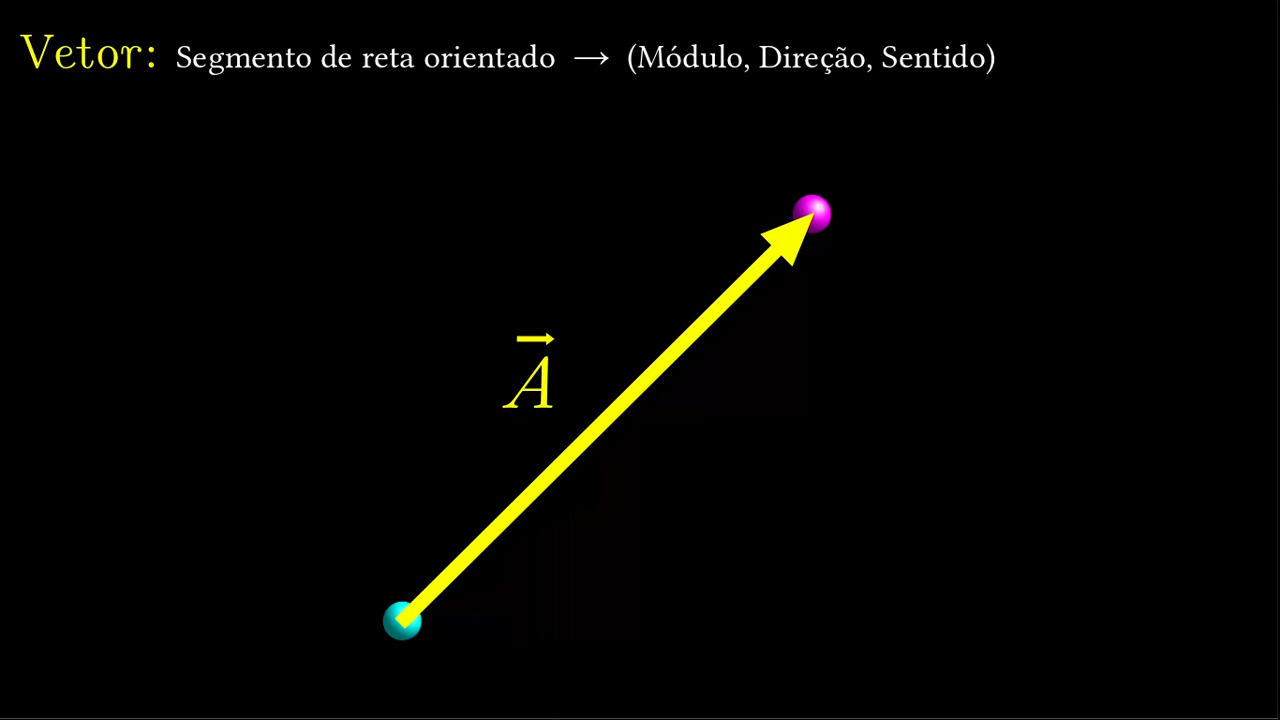 Vetor: Segmento de reta orientado → (Módulo, Direção, Sentido)
A⃗